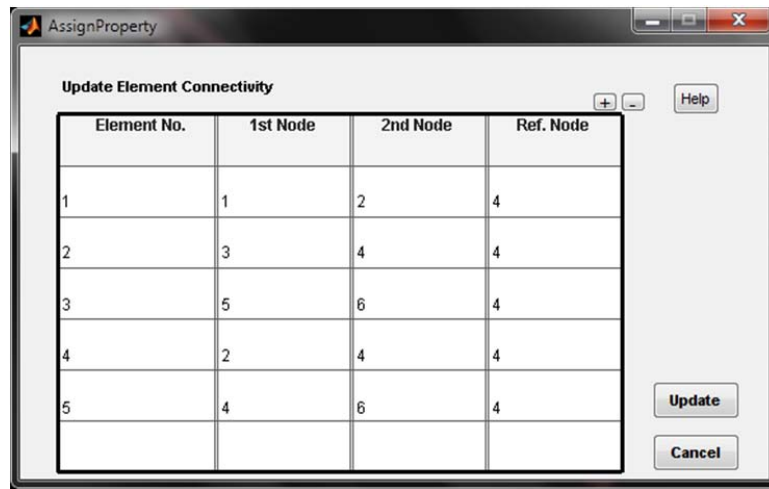 AssignProperty
Update Element Connectivity
+ -
Help
Element No. 1st Node 2nd Node Ref. Node
1 1 2 4
2 3 4 4
3 5 6 4
4 2 4 4
5 4 6 4
Update
Cancel